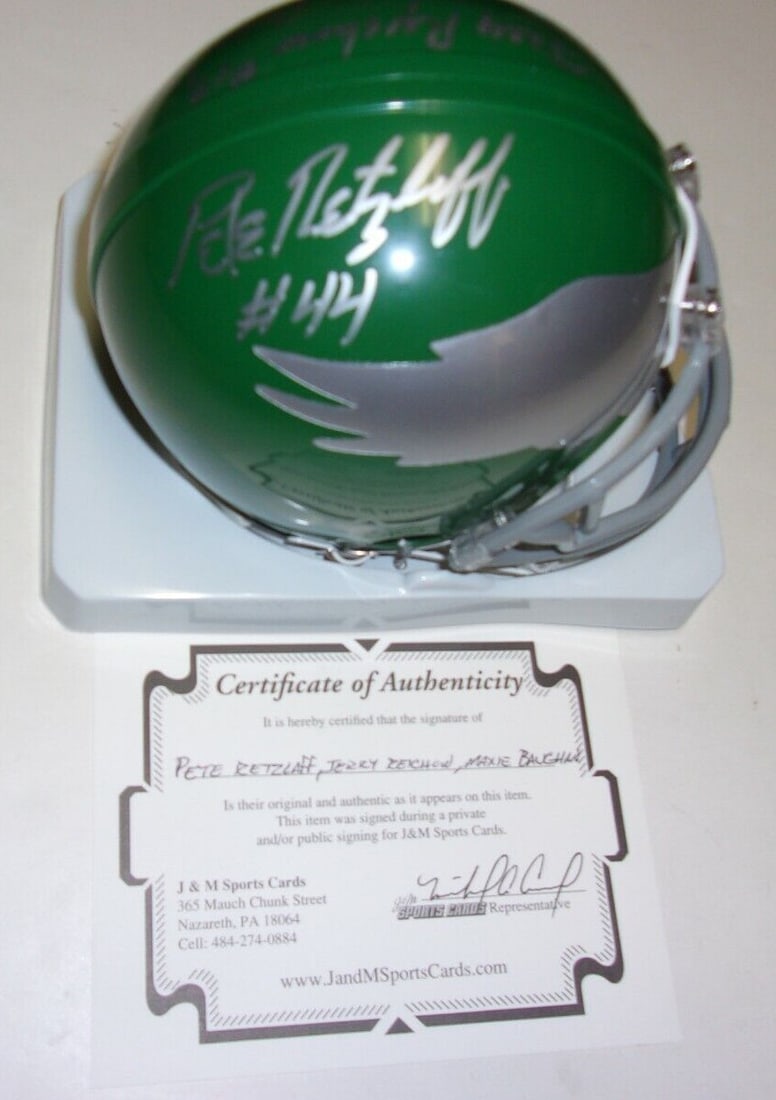 Pete Retzlaff
#44
Certificate of Authenticity
It is hereby certified that the signature of
PETE RETZLAFF, JERRY REICHOW, MAXIE BAUGHAN
Is their original and authentic as it appears on this item.
This item was signed during a private
and/or public signing for J&M Sports Cards.
J & M Sports Cards
365 Mauch Chunk Street
Nazareth, PA 18064
Cell: 484-274-0884
J&M
SPORTS CARDS Representative
www.JandMSportsCards.com